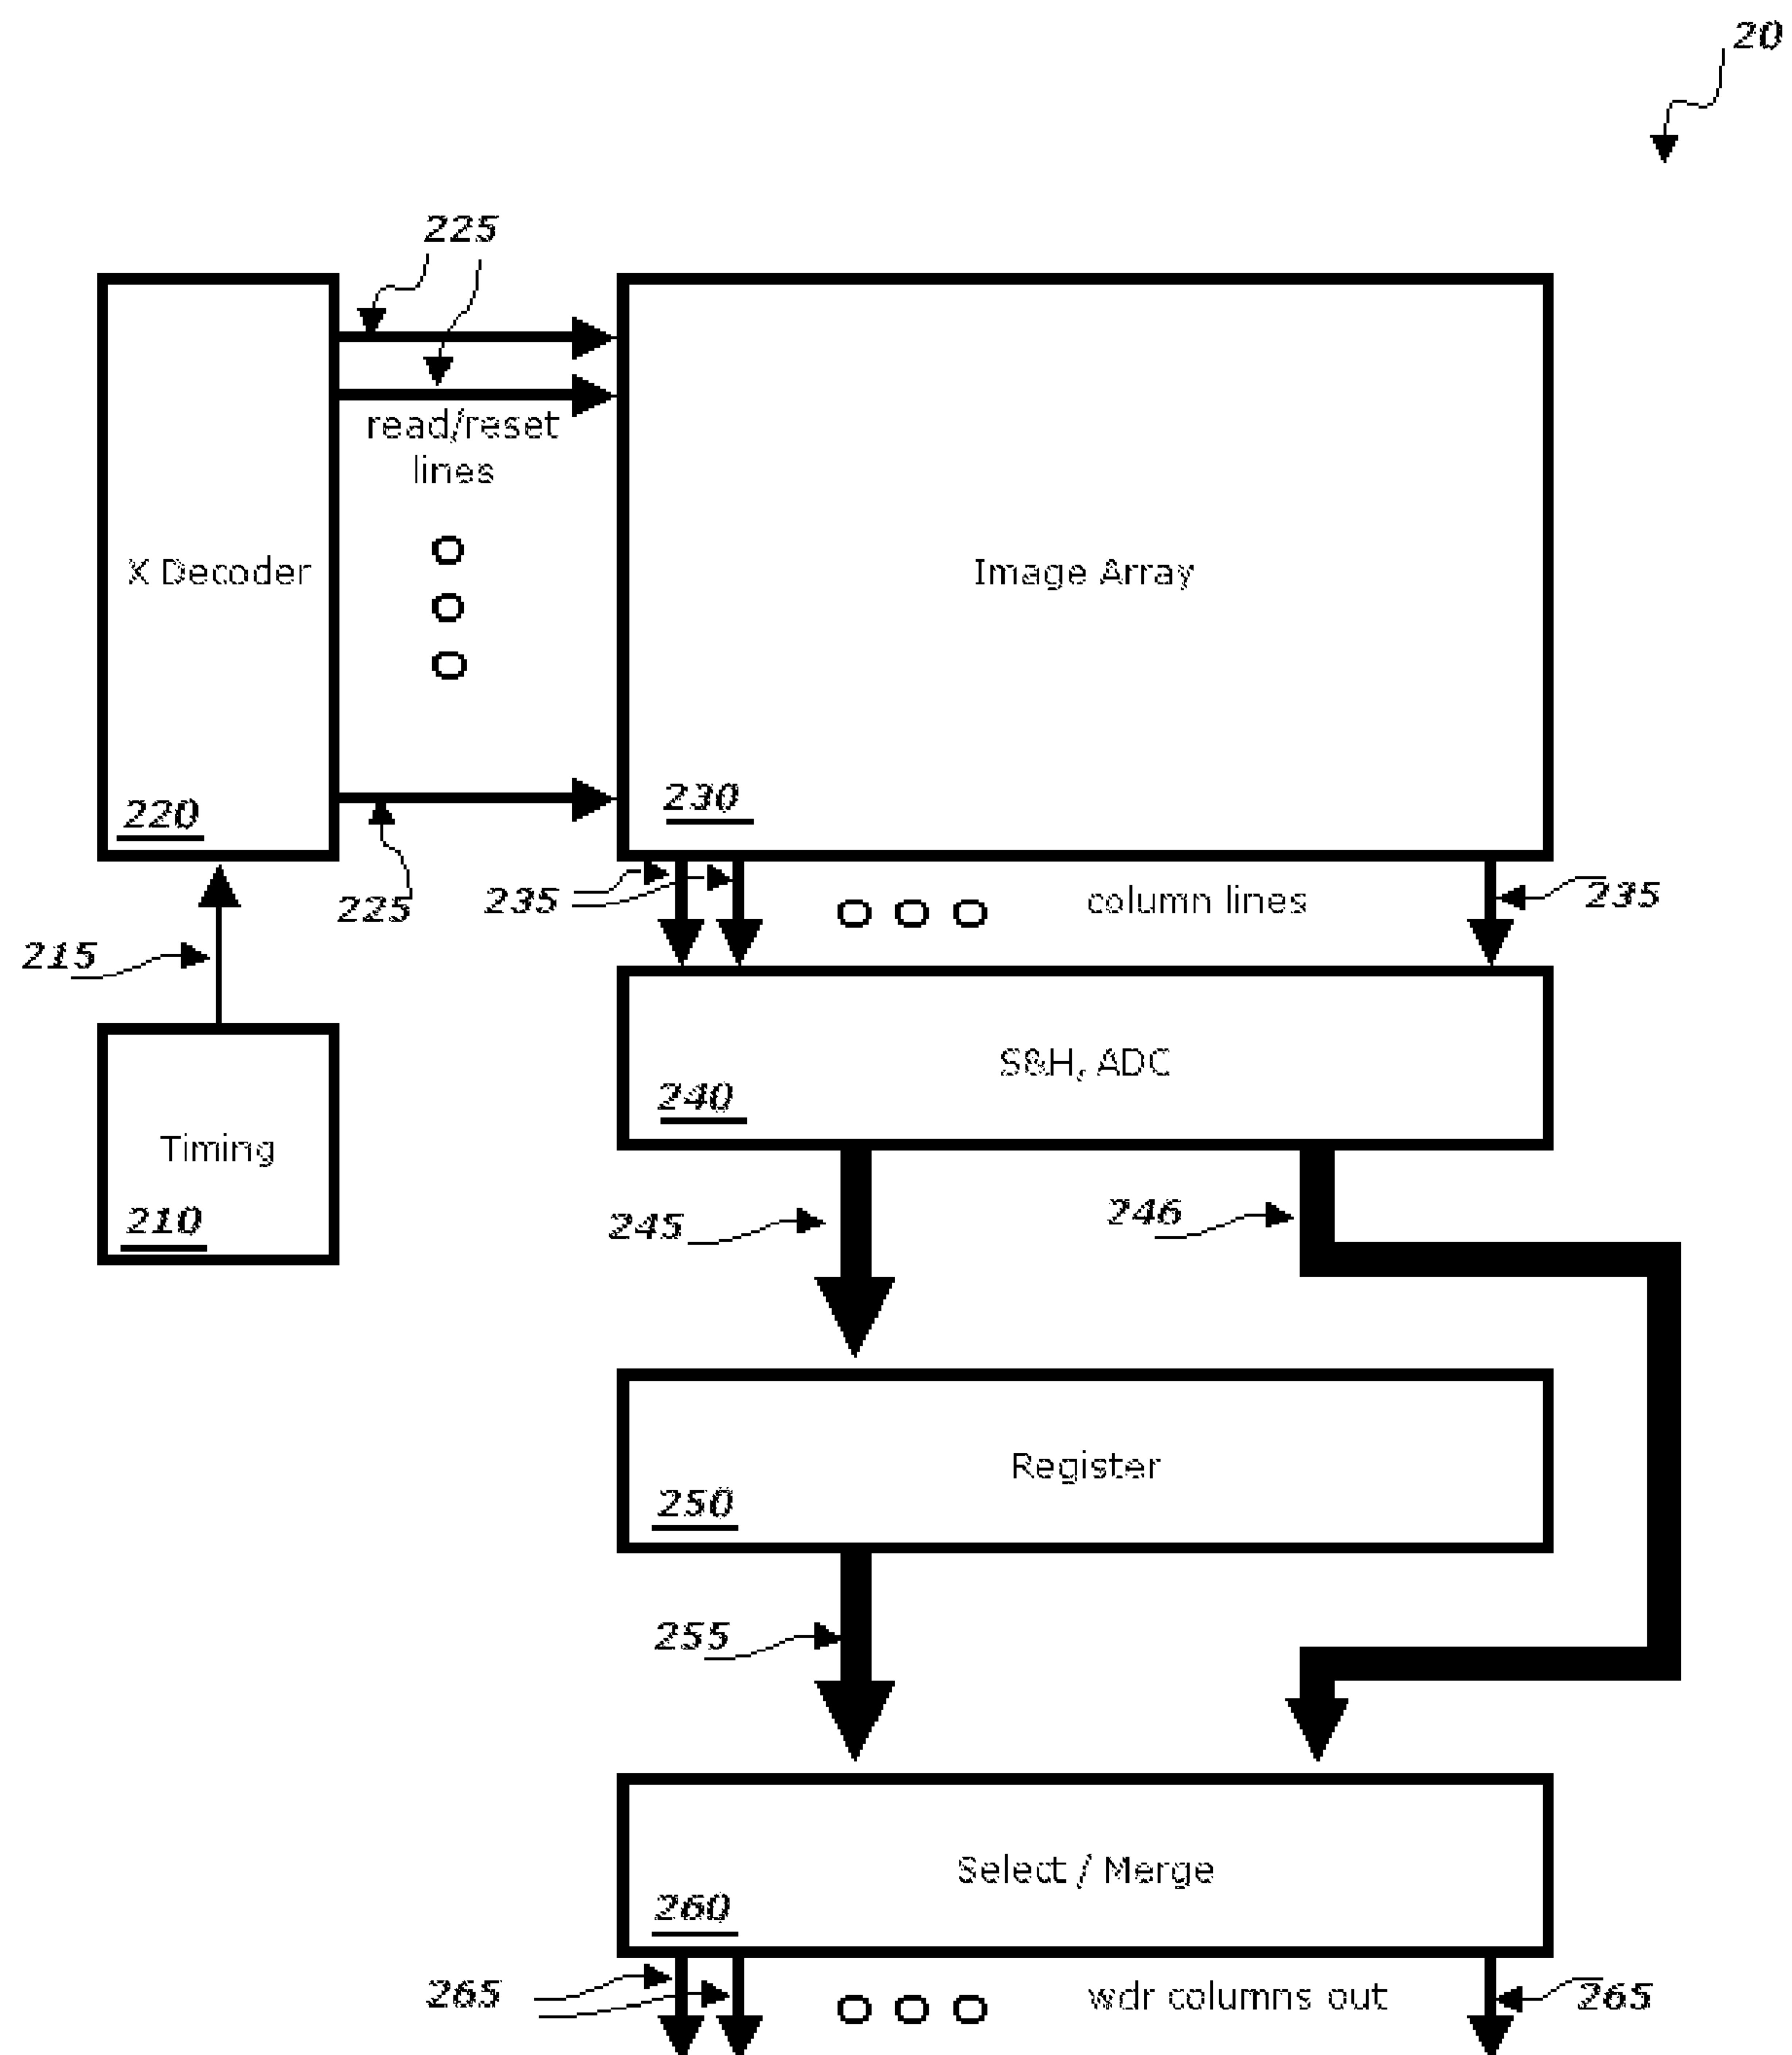 20
225
read/reset
lines
X Decoder
Image Array
220
230
225
235
column lines
235
215
S&H, ADC
240
Timing
210
245
246
Register
250
255
Select / Merge
260
265
wdr columns out
265